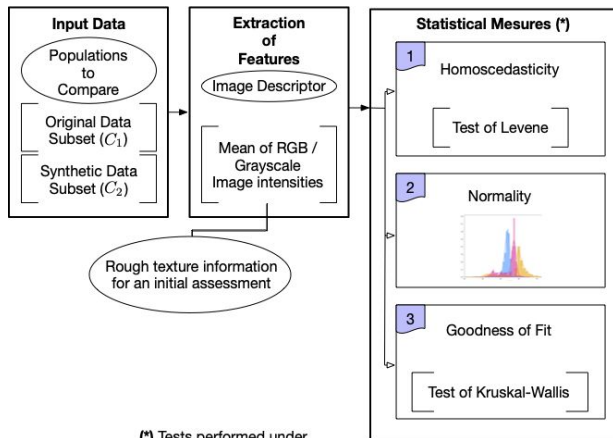 Input Data
Populations
to
Compare
Original Data
Subset (C₁)
Synthetic Data
Subset (C₂)
Extraction
of
Features
Image Descriptor
Mean of RGB /
Grayscale
Image intensities
Rough texture information
for an initial assessment
Statistical Mesures (*)
1
Homoscedasticity
Test of Levene
2
Normality
3
Goodness of Fit
Test of Kruskal-Wallis
(*) Tests performed under